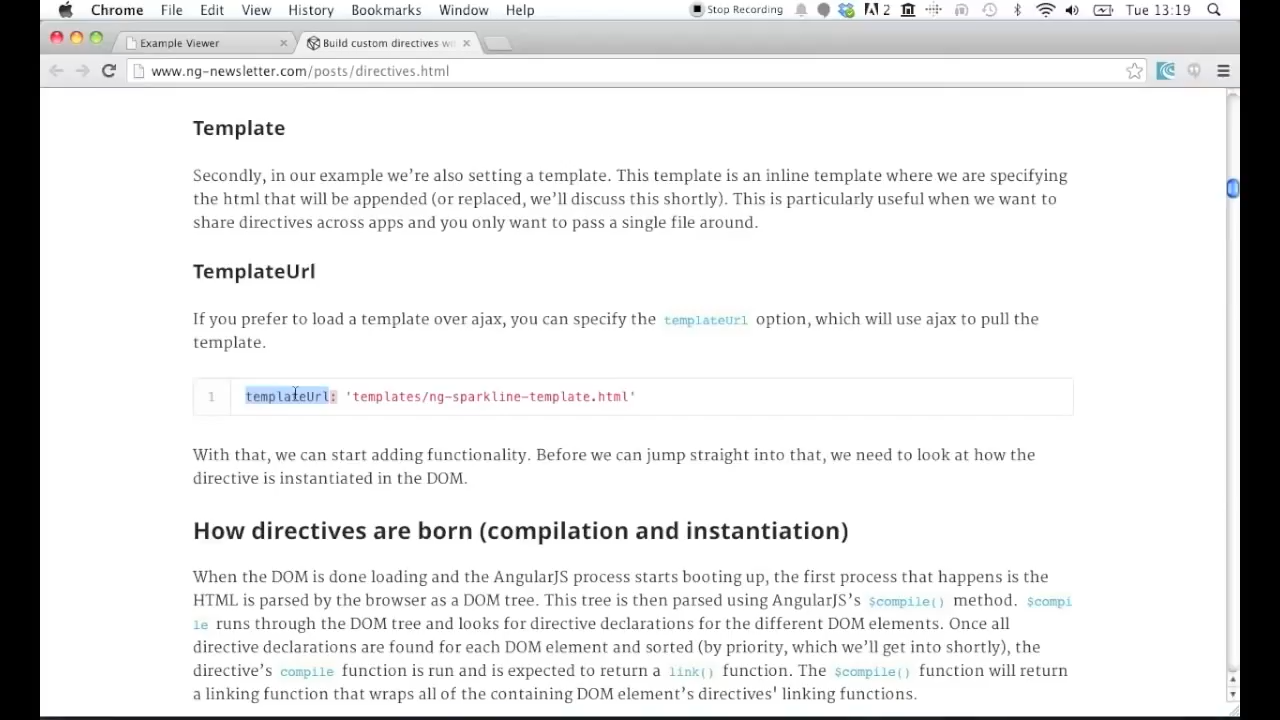 Chrome File Edit View History Bookmarks Window Help Stop Recording 2 Tue 13:19
Example Viewer Build custom directives wi
www.ng-newsletter.com/posts/directives.html
Template
Secondly, in our example we’re also setting a template. This template is an inline template where we are specifying
the html that will be appended (or replaced, we’ll discuss this shortly). This is particularly useful when we want to
share directives across apps and you only want to pass a single file around.
TemplateUrl
If you prefer to load a template over ajax, you can specify the templateUrl option, which will use ajax to pull the
template.
1 templateUrl: 'templates/ng-sparkline-template.html'
With that, we can start adding functionality. Before we can jump straight into that, we need to look at how the
directive is instantiated in the DOM.
How directives are born (compilation and instantiation)
When the DOM is done loading and the AngularJS process starts booting up, the first process that happens is the
HTML is parsed by the browser as a DOM tree. This tree is then parsed using AngularJS’s $compile() method. $compi
le runs through the DOM tree and looks for directive declarations for the different DOM elements. Once all
directive declarations are found for each DOM element and sorted (by priority, which we’ll get into shortly), the
directive’s compile function is run and is expected to return a link() function. The $compile() function will return
a linking function that wraps all of the containing DOM element’s directives' linking functions.